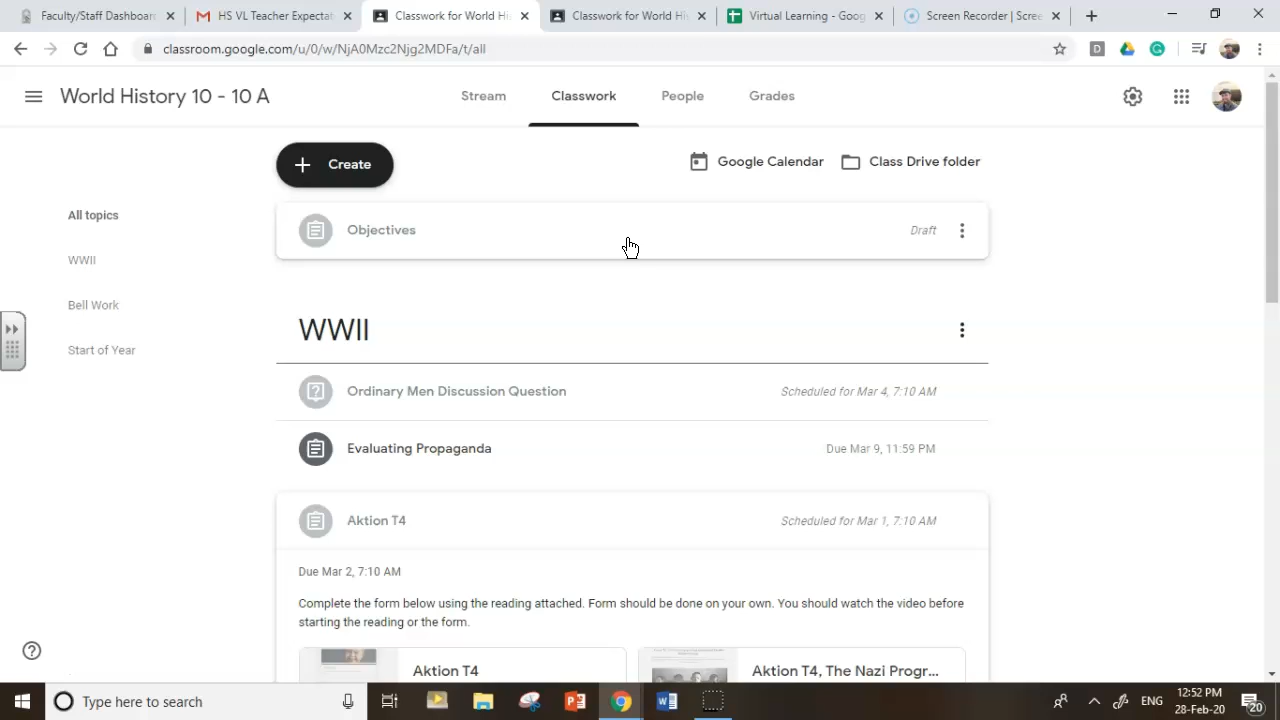 Faculty/Staff Dashboar
HS VL Teacher Expectat
Classwork for World Hi
Classwork for World Hi
Virtual Learning - Goog
Screen Recorder | Scree
classroom.google.com/u/0/w/NjA0Mzc2Njg2MDFa/t/all
World History 10 - 10 A
Stream
Classwork
People
Grades
Create
Google Calendar
Class Drive folder
All topics
WWII
Bell Work
Start of Year
Objectives
Draft
WWII
Ordinary Men Discussion Question
Scheduled for Mar 4, 7:10 AM
Evaluating Propaganda
Due Mar 9, 11:59 PM
Aktion T4
Scheduled for Mar 1, 7:10 AM
Due Mar 2, 7:10 AM
Complete the form below using the reading attached. Form should be done on your own. You should watch the video before
starting the reading or the form.
Aktion T4
Aktion T4, The Nazi Progr...
Type here to search
ENG
12:52 PM
28-Feb-20
20